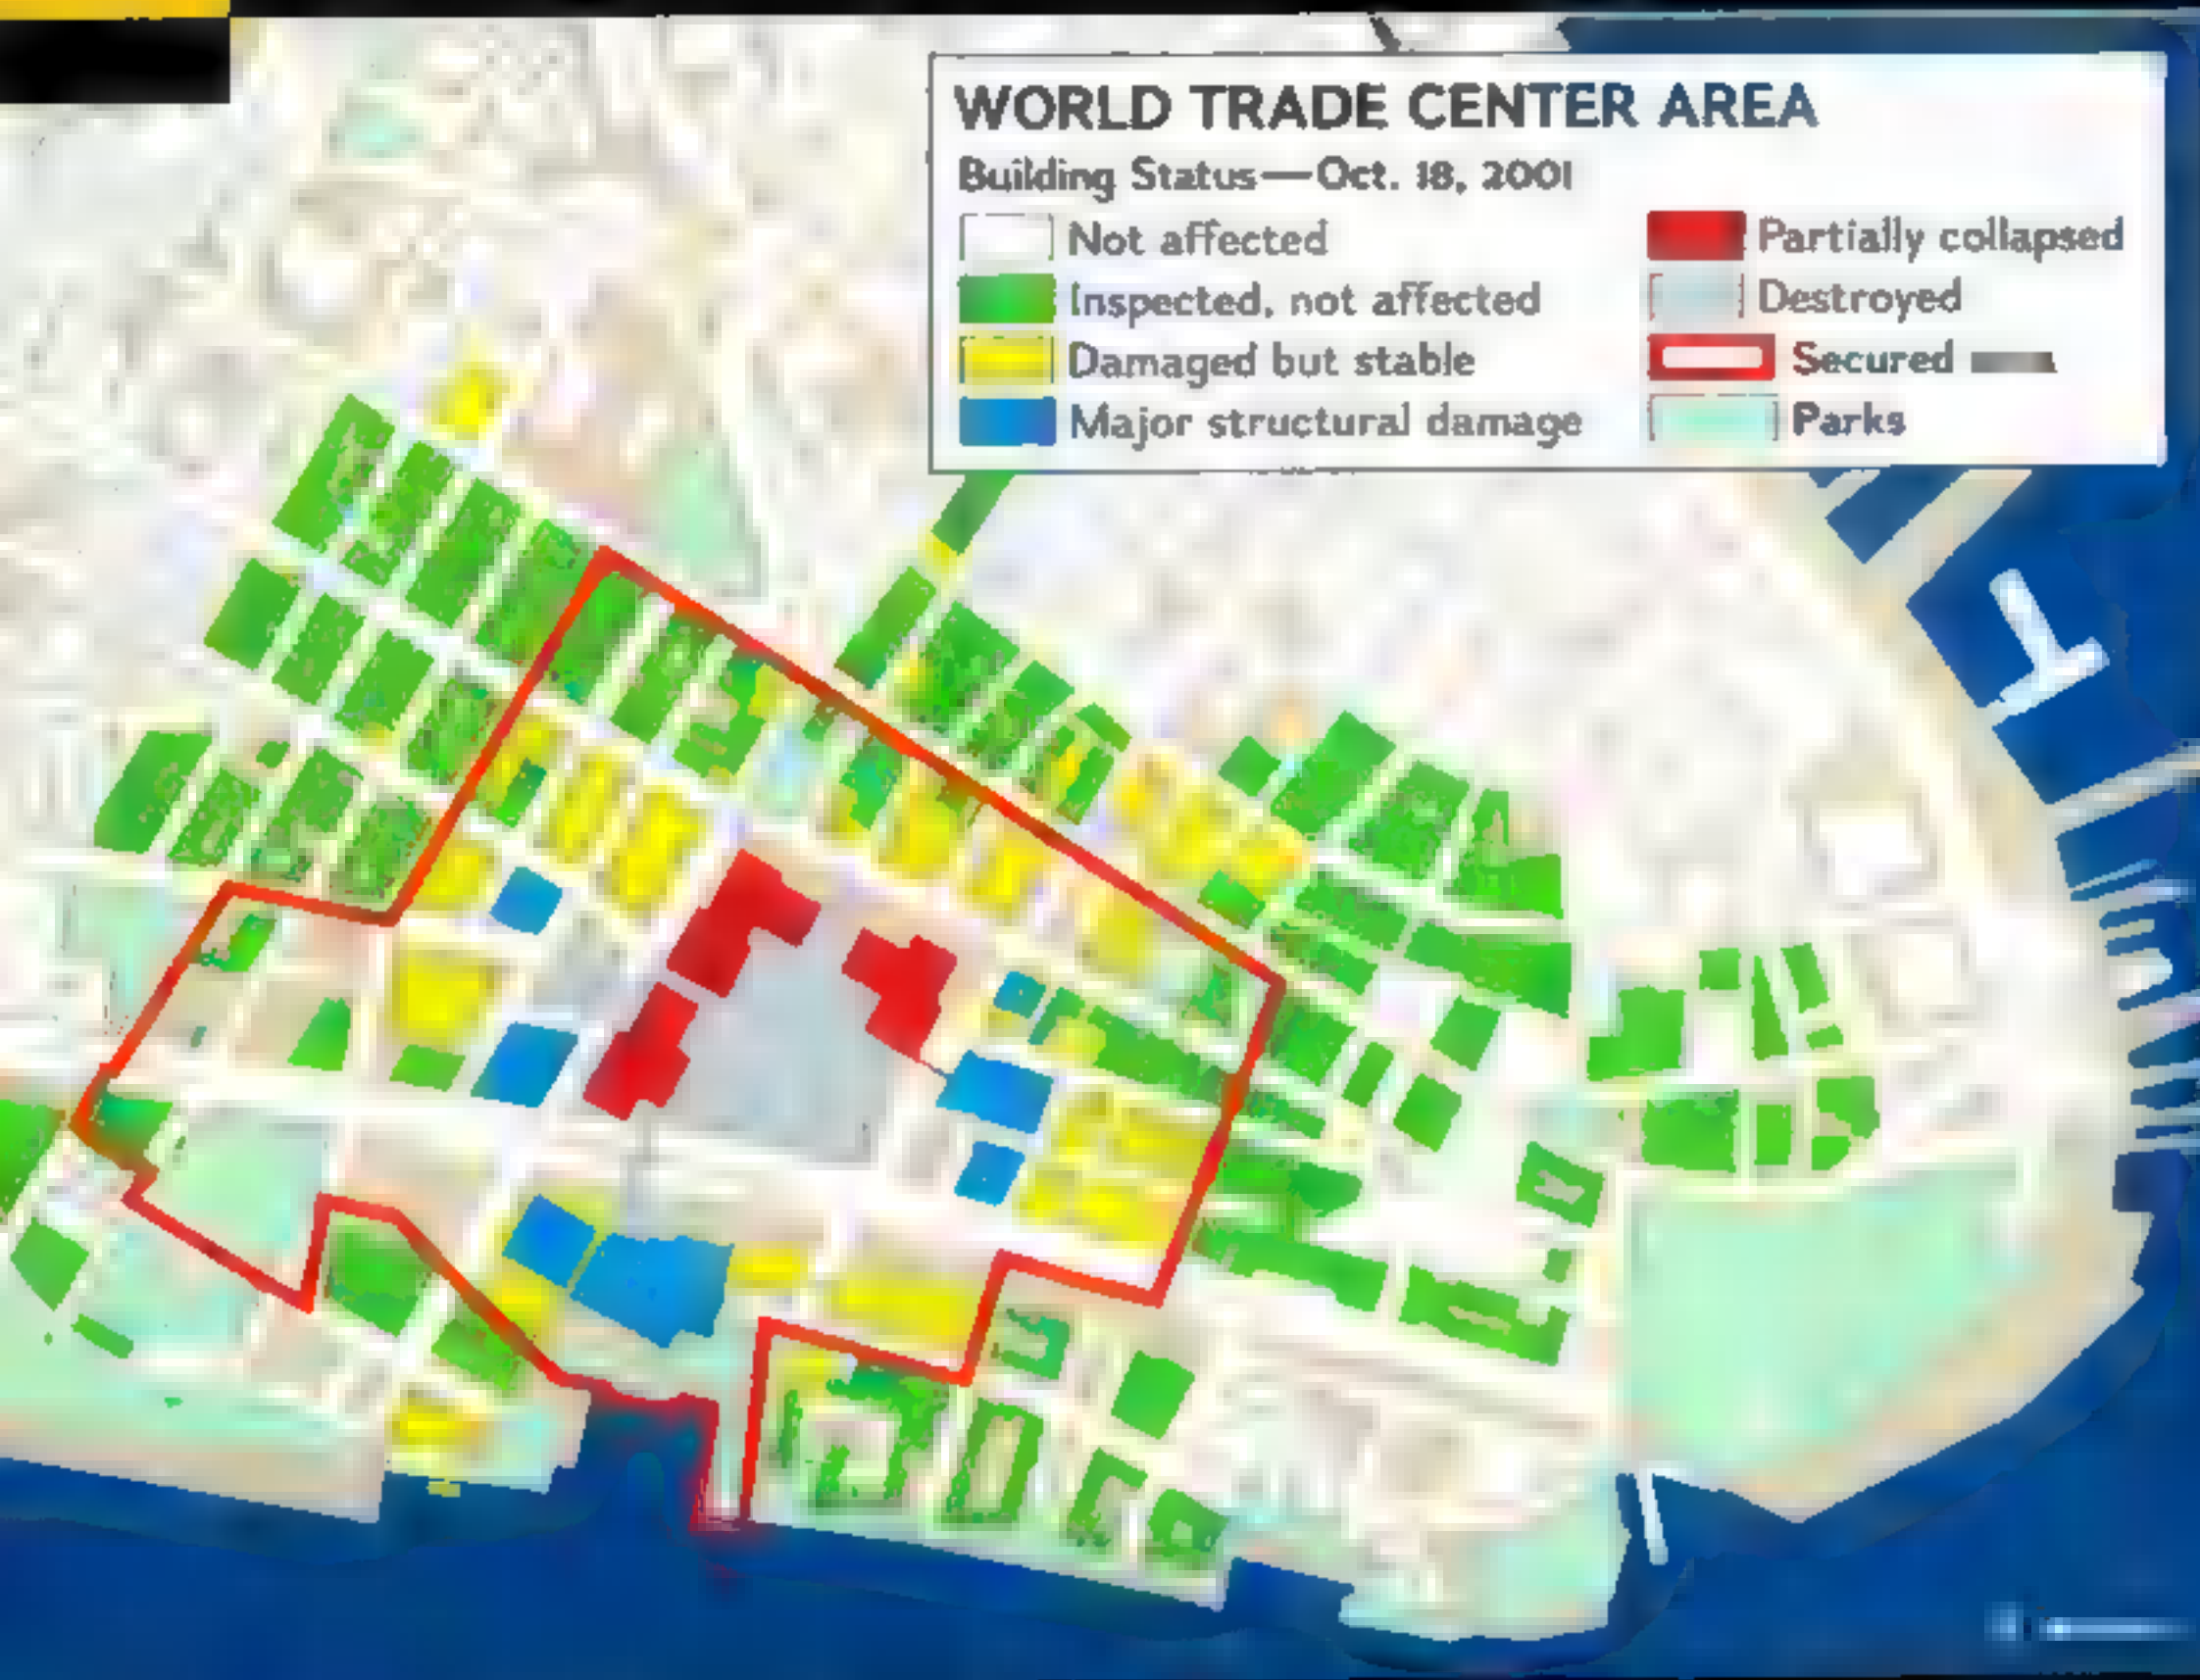 WORLD TRADE CENTER AREA
Building Status—Oct. 18, 2001
Not affected
Inspected, not affected
Damaged but stable
Major structural damage
Partially collapsed
Destroyed
Secured
Parks